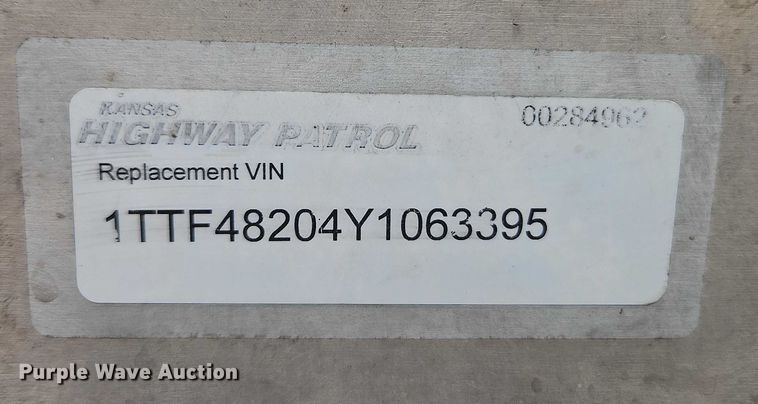 KANSAS
HIGHWAY PATROL
00284962
Replacement VIN
1TTF48204Y1063395
Purple Wave Auction